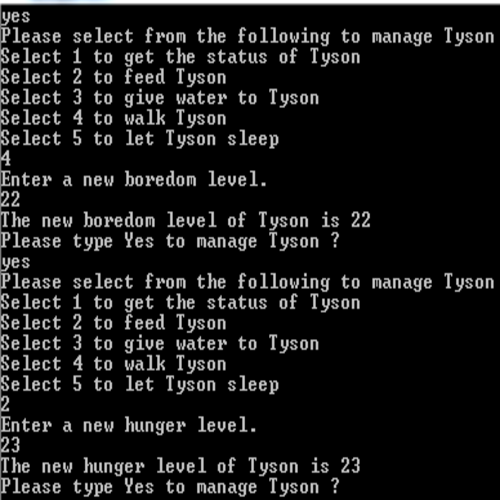 yes
Please select from the following to manage Tyson
Select 1 to get the status of Tyson
Select 2 to feed Tyson
Select 3 to give water to Tyson
Select 4 to walk Tyson
Select 5 to let Tyson sleep
4
Enter a new boredom level.
22
The new boredom level of Tyson is 22
Please type Yes to manage Tyson ?
yes
Please select from the following to manage Tyson
Select 1 to get the status of Tyson
Select 2 to feed Tyson
Select 3 to give water to Tyson
Select 4 to walk Tyson
Select 5 to let Tyson sleep
2
Enter a new hunger level.
23
The new hunger level of Tyson is 23
Please type Yes to manage Tyson ?